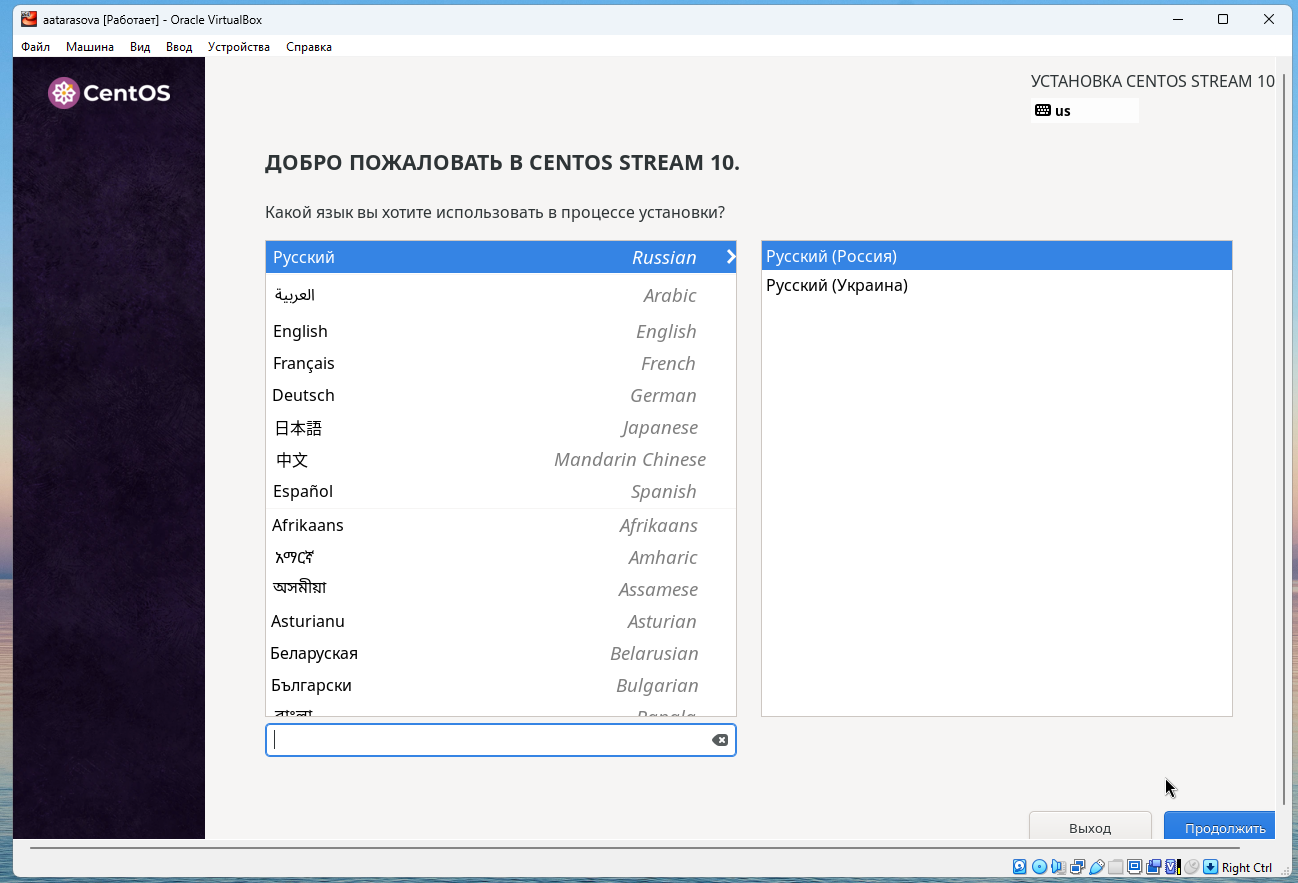 aatarasova [Работает] - Oracle VirtualBox
Файл Машина Вид Ввод Устройства Справка
CentOS
УСТАНОВКА CENTOS STREAM 10
us
ДОБРО ПОЖАЛОВАТЬ В CENTOS STREAM 10.
Какой язык вы хотите использовать в процессе установки?
Русский Russian
العربية Arabic
English English
Français French
Deutsch German
日本語 Japanese
中文 Mandarin Chinese
Español Spanish
Afrikaans Afrikaans
አማርኛ Amharic
অসমীয়া Assamese
Asturianu Asturian
Беларуская Belarusian
Български Bulgarian
বাংলা Bangla
Русский (Россия)
Русский (Украина)
Выход Продолжить
Right Ctrl